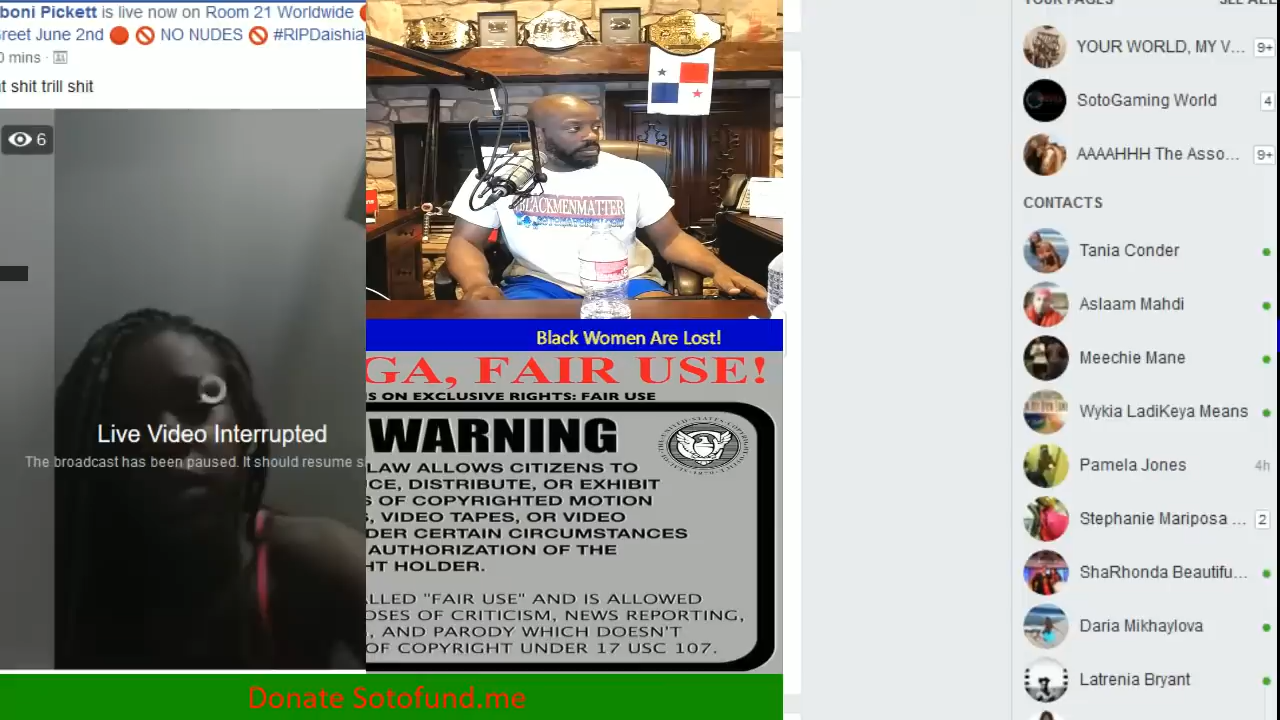 boni Pickett is live now on Room 21 Worldwide
reet June 2nd 🔴 🚫 NO NUDES 🚫 #RIPDaishia
0 mins ·
t shit trill shit
6
Live Video Interrupted
The broadcast has been paused. It should resume s
#BLACKMENMATTER
Black Women Are Lost!
GA, FAIR USE!
S ON EXCLUSIVE RIGHTS: FAIR USE
WARNING
LAW ALLOWS CITIZENS TO
CE, DISTRIBUTE, OR EXHIBIT
S OF COPYRIGHTED MOTION
, VIDEO TAPES, OR VIDEO
DER CERTAIN CIRCUMSTANCES
AUTHORIZATION OF THE
HT HOLDER.
ALLED "FAIR USE" AND IS ALLOWED
OSES OF CRITICISM, NEWS REPORTING,
, AND PARODY WHICH DOESN'T
OF COPYRIGHT UNDER 17 USC 107.
Donate Sotofund.me
YOUR PAGES SEE ALL
YOUR WORLD, MY V... 9+
SotoGaming World 4
AAAAHHH The Asso... 9+
CONTACTS
Tania Conder
Aslaam Mahdi
Meechie Mane
Wykia LadiKeya Means
Pamela Jones 4h
Stephanie Mariposa ... 2
ShaRhonda Beautifu...
Daria Mikhaylova
Latrenia Bryant